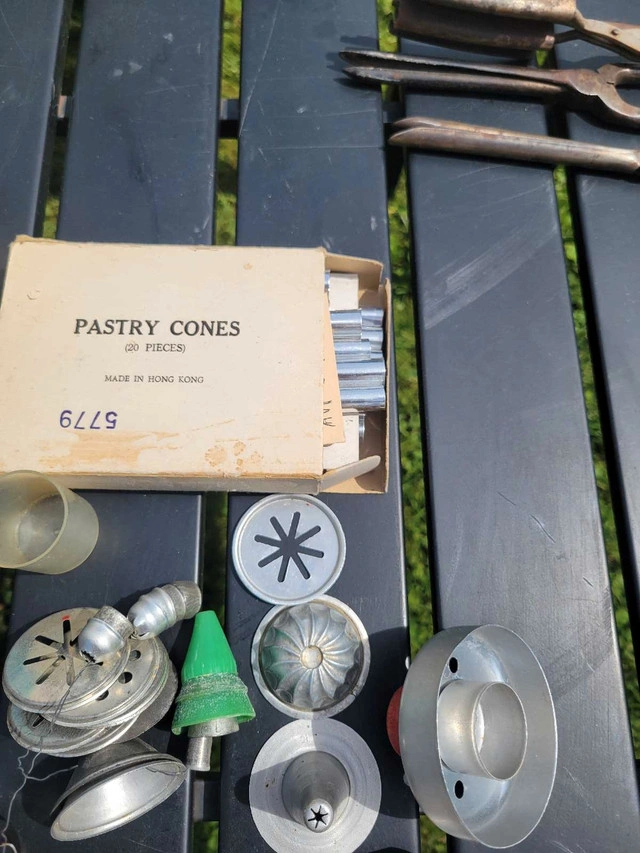 PASTRY CONES
(20 PIECES)
MADE IN HONG KONG
5779